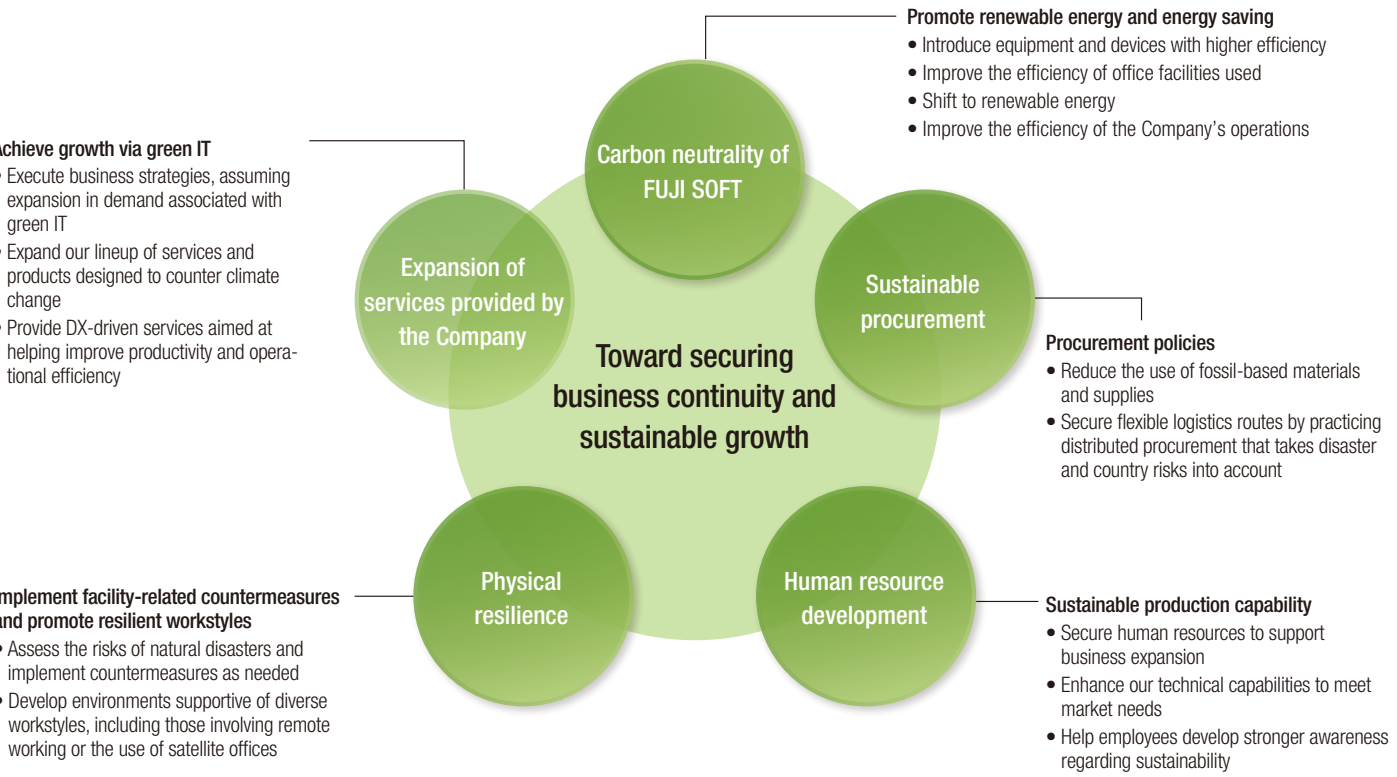 Promote renewable energy and energy saving
• Introduce equipment and devices with higher efficiency
• Improve the efficiency of office facilities used
• Shift to renewable energy
• Improve the efficiency of the Company's operations
Carbon neutrality of
FUJI SOFT
Achieve growth via green IT
• Execute business strategies, assuming
expansion in demand associated with
green IT
• Expand our lineup of services and
products designed to counter climate
change
• Provide DX-driven services aimed at
helping improve productivity and opera-
tional efficiency
Expansion of
services provided by
the Company
Sustainable
procurement
Procurement policies
• Reduce the use of fossil-based materials
and supplies
• Secure flexible logistics routes by practicing
distributed procurement that takes disaster
and country risks into account
Toward securing
business continuity and
sustainable growth
Physical
resilience
Implement facility-related countermeasures
and promote resilient workstyles
• Assess the risks of natural disasters and
implement countermeasures as needed
• Develop environments supportive of diverse
workstyles, including those involving remote
working or the use of satellite offices
Human resource
development
Sustainable production capability
• Secure human resources to support
business expansion
• Enhance our technical capabilities to meet
market needs
• Help employees develop stronger awareness
regarding sustainability